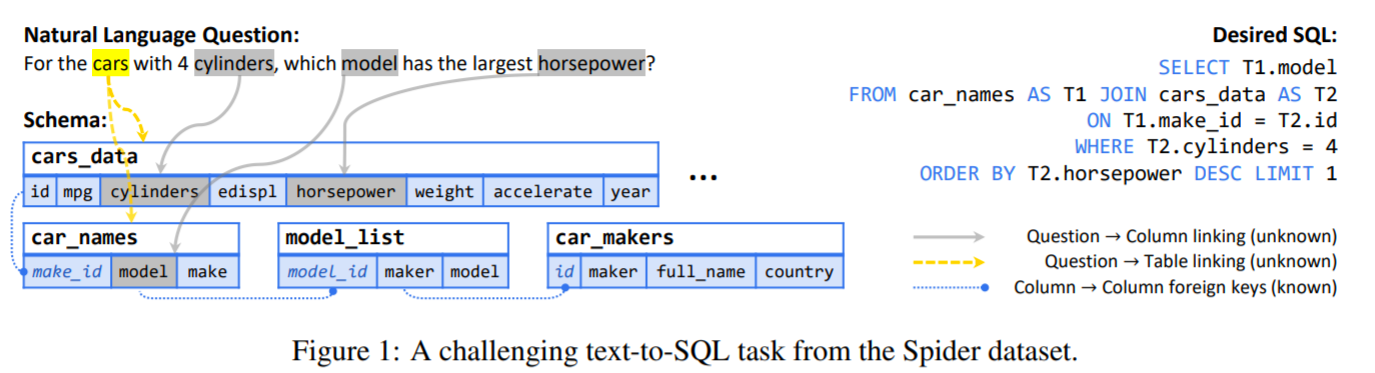 Natural Language Question:
For the cars with 4 cylinders, which model has the largest horsepower?
Schema:
cars_data
id mpg cylinders edispl horsepower weight accelerate year
...
car_names
make_id model make
model_list
model_id maker model
car_makers
id maker full_name country
Desired SQL:
SELECT T1.model
FROM car_names AS T1 JOIN cars_data AS T2
ON T1.make_id = T2.id
WHERE T2.cylinders = 4
ORDER BY T2.horsepower DESC LIMIT 1
Question → Column linking (unknown)
Question → Table linking (unknown)
Column → Column foreign keys (known)
Figure 1: A challenging text-to-SQL task from the Spider dataset.